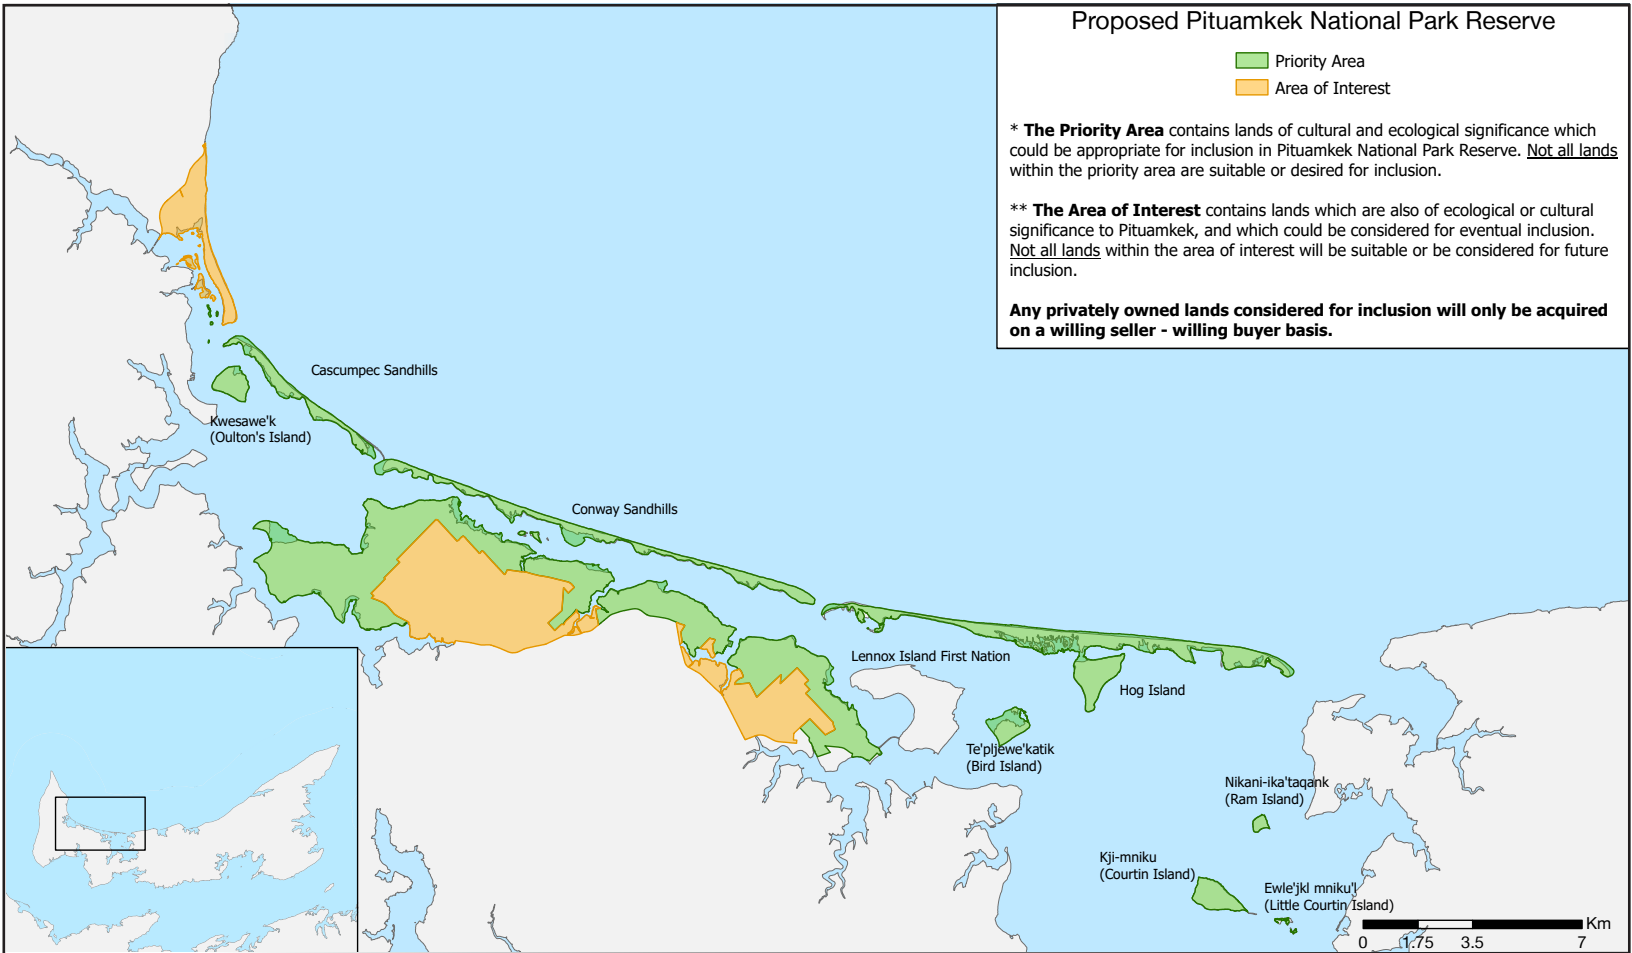 Proposed Pituamkek National Park Reserve
Priority Area
Area of Interest
* The Priority Area contains lands of cultural and ecological significance which
could be appropriate for inclusion in Pituamkek National Park Reserve. Not all lands
within the priority area are suitable or desired for inclusion.
** The Area of Interest contains lands which are also of ecological or cultural
significance to Pituamkek, and which could be considered for eventual inclusion.
Not all lands within the area of interest will be suitable or be considered for future
inclusion.
Any privately owned lands considered for inclusion will only be acquired
on a willing seller - willing buyer basis.
Cascumpec Sandhills
Kwesawe'k
(Oulton's Island)
Conway Sandhills
Lennox Island First Nation
Hog Island
Te'pljewe'katik
(Bird Island)
Nikani-ika'taqank
(Ram Island)
Kji-mniku
(Courtin Island)
Ewle'jkl mniku'l
(Little Courtin Island)
Km
0 1.75 3.5 7